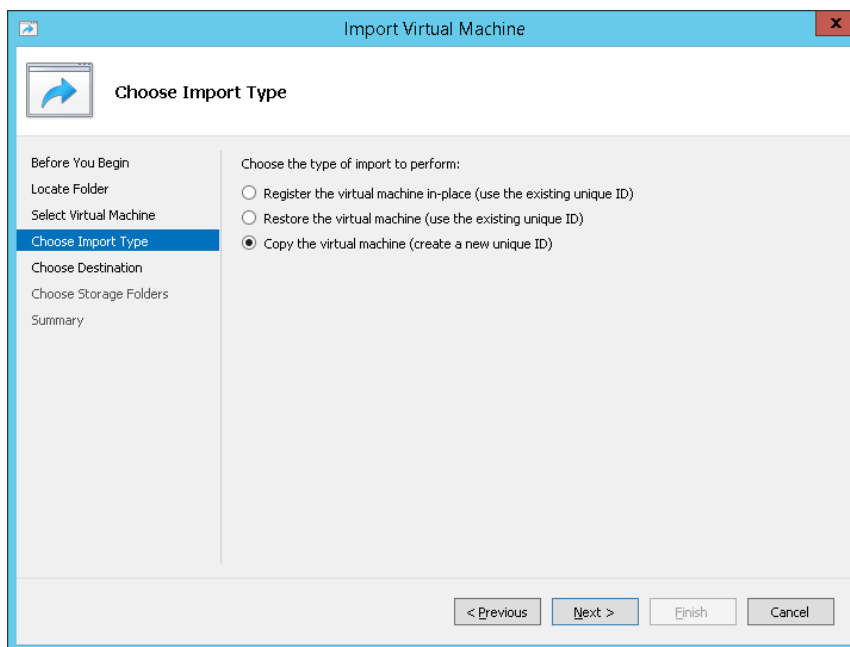 Import Virtual Machine
x
Choose Import Type
Before You Begin
Locate Folder
Select Virtual Machine
Choose Import Type
Choose Destination
Choose Storage Folders
Summary
Choose the type of import to perform:
Register the virtual machine in-place (use the existing unique ID)
Restore the virtual machine (use the existing unique ID)
Copy the virtual machine (create a new unique ID)
< Previous
Next >
Finish
Cancel